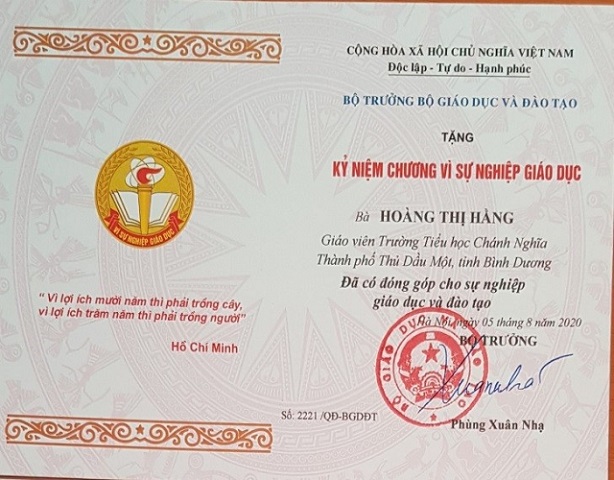 CỘNG HÒA XÃ HỘI CHỦ NGHĨA VIỆT NAM
Độc lập - Tự do - Hạnh phúc
BỘ TRƯỞNG BỘ GIÁO DỤC VÀ ĐÀO TẠO
TẶNG
KỶ NIỆM CHƯƠNG VÌ SỰ NGHIỆP GIÁO DỤC
Bà HOÀNG THỊ HẰNG
Giáo viên Trường Tiểu học Chánh Nghĩa
Thành phố Thủ Dầu Một, tỉnh Bình Dương
Đã có đóng góp cho sự nghiệp
giáo dục và đào tạo
Hà Nội, ngày 05 tháng 8 năm 2020
BỘ TRƯỞNG
Phùng Xuân Nhạ
Số: 2221 /QĐ-BGDĐT
VÌ SỰ NGHIỆP GIÁO DỤC
" Vì lợi ích mười năm thì phải trồng cây,
vì lợi ích trăm năm thì phải trồng người"
Hồ Chí Minh